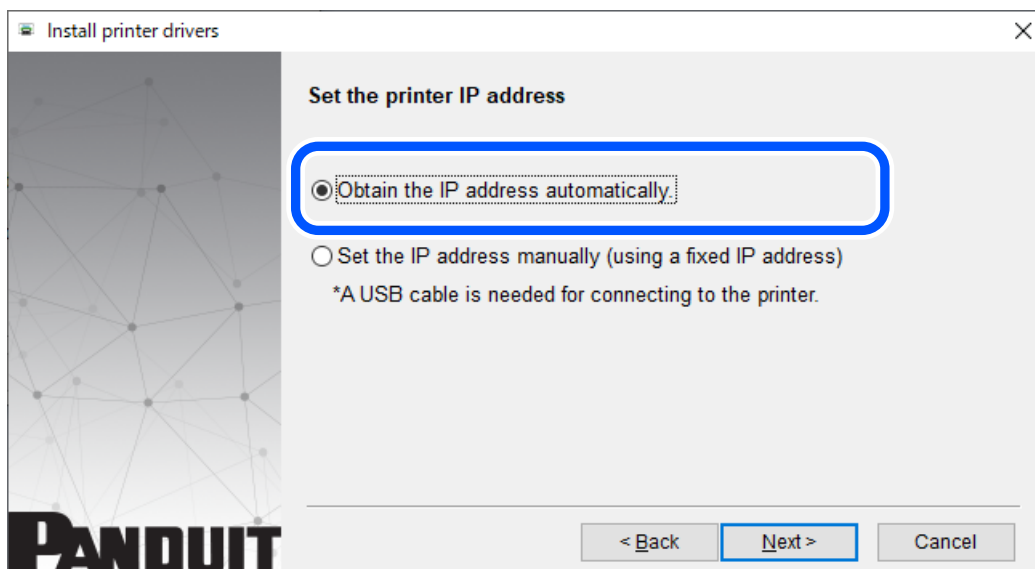 Install printer drivers
Set the printer IP address
Obtain the IP address automatically.
Set the IP address manually (using a fixed IP address)
*A USB cable is needed for connecting to the printer.
PANDUIT
< Back
Next >
Cancel